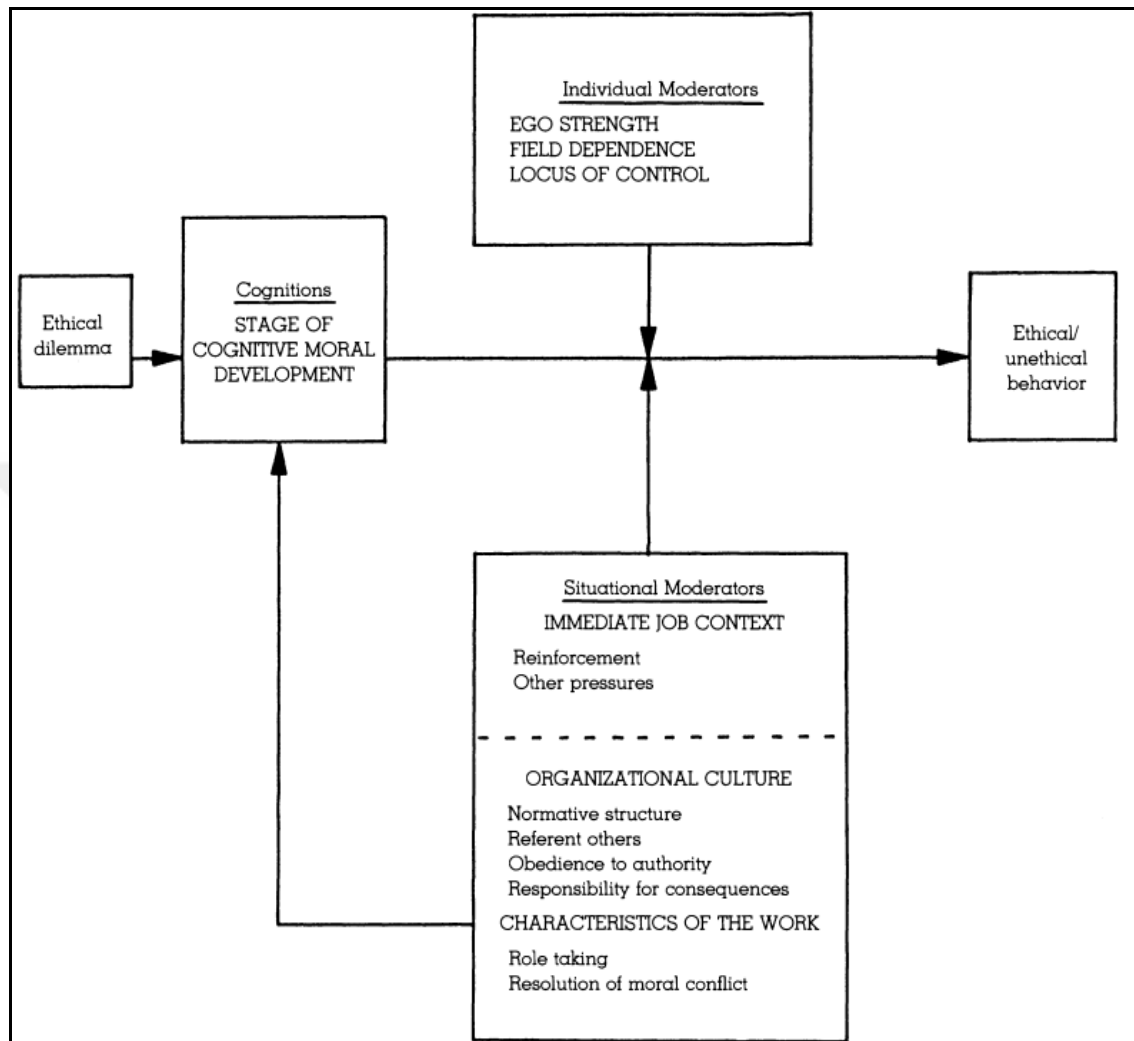 Individual Moderators
EGO STRENGTH
FIELD DEPENDENCE
LOCUS OF CONTROL
Ethical
dilemma
Cognitions
STAGE OF
COGNITIVE MORAL
DEVELOPMENT
Ethical/
unethical
behavior
Situational Moderators
IMMEDIATE JOB CONTEXT
Reinforcement
Other pressures
ORGANIZATIONAL CULTURE
Normative structure
Referent others
Obedience to authority
Responsibility for consequences
CHARACTERISTICS OF THE WORK
Role taking
Resolution of moral conflict